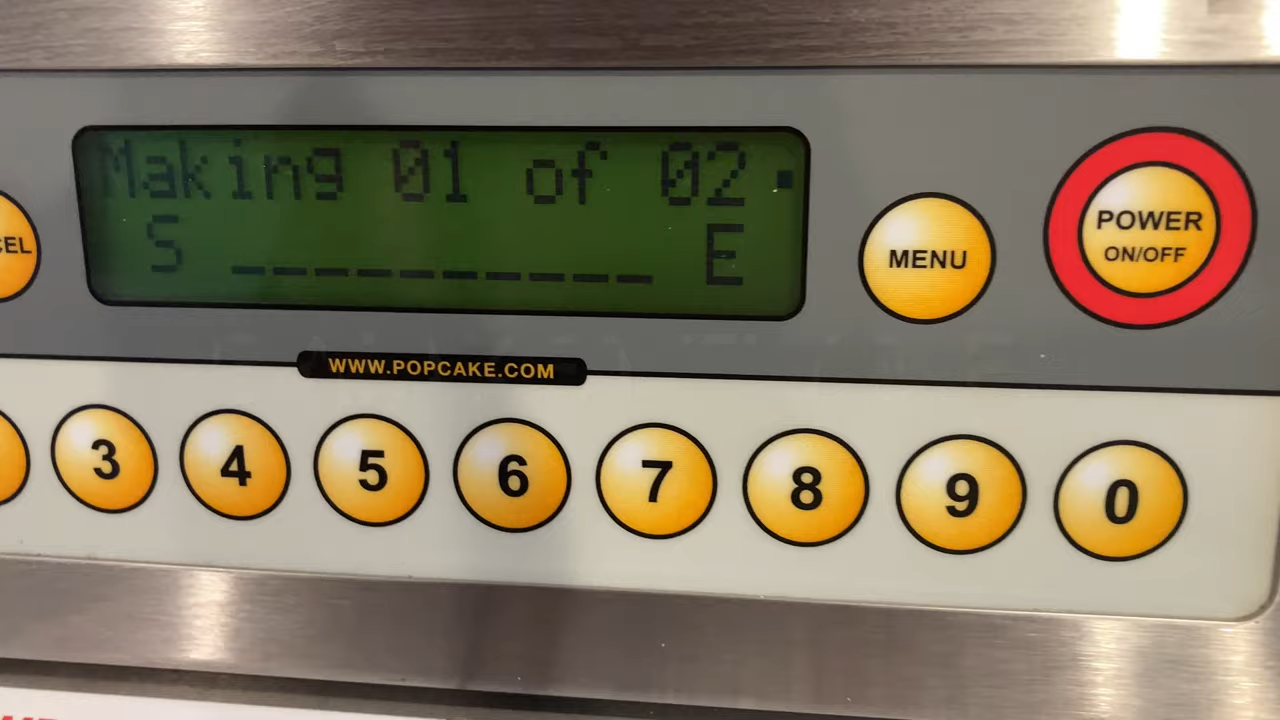 Making 01 of 02
S __________ E
CEL
MENU
POWER
ON/OFF
WWW.POPCAKE.COM
3 4 5 6 7 8 9 0